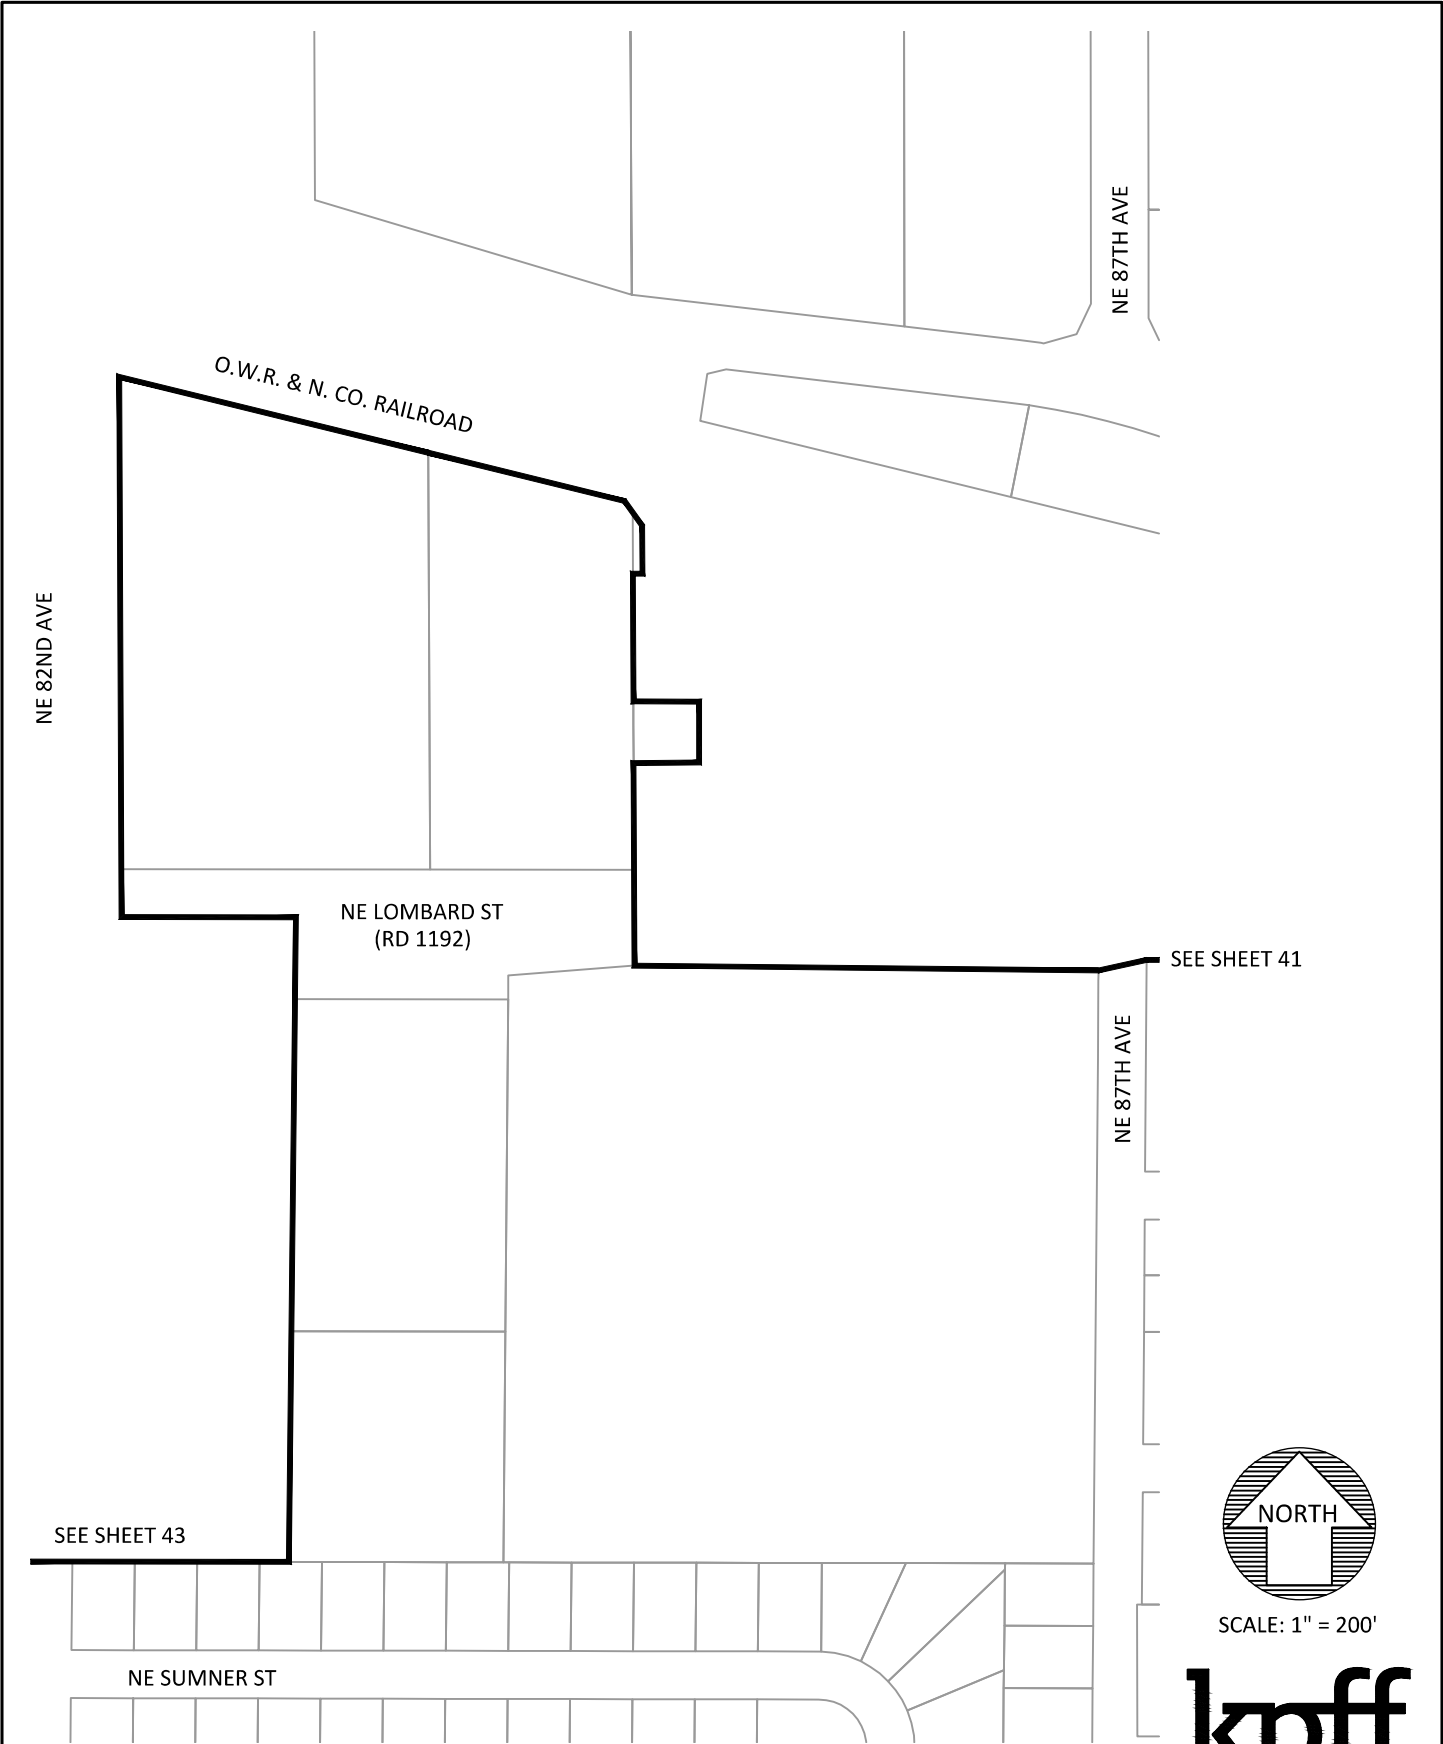 NE 87TH AVE
O.W.R. & N. CO. RAILROAD
NE 82ND AVE
NE LOMBARD ST
(RD 1192)
SEE SHEET 41
NE 87TH AVE
NORTH
SEE SHEET 43
SCALE: 1" = 200'
NE SUMNER ST
kpff